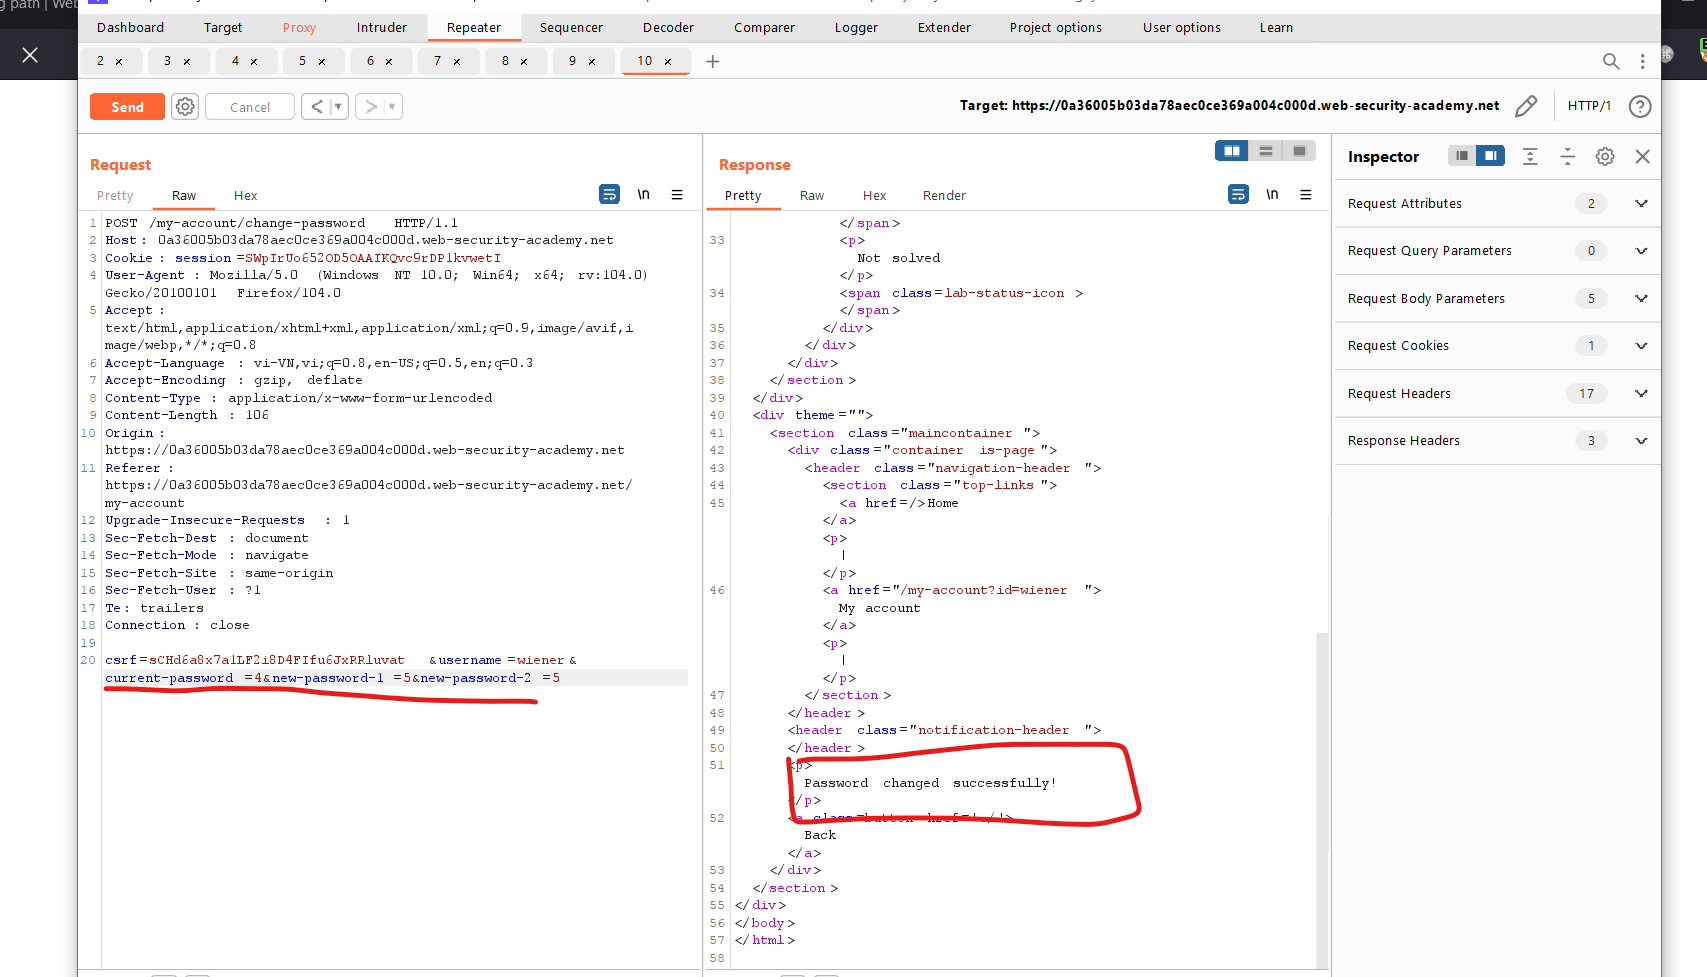 g path | Web
Dashboard Target Proxy Intruder Repeater Sequencer Decoder Comparer Logger Extender Project options User options Learn
2 × 3 × 4 × 5 × 6 × 7 × 8 × 9 × 10 × +
Send Cancel < > Target: https://0a36005b03da78aec0ce369a004c000d.web-security-academy.net HTTP/1 ?
Request
Pretty Raw Hex \n
1 POST /my-account/change-password HTTP/1.1
2 Host : 0a36005b03da78aec0ce369a004c000d.web-security-academy.net
3 Cookie : session =SWpIrUo652OD5OAAIKQvc9rDP1kvwetI
4 User-Agent : Mozilla/5.0 (Windows NT 10.0; Win64; x64; rv:104.0)
Gecko/20100101 Firefox/104.0
5 Accept :
text/html,application/xhtml+xml,application/xml;q=0.9,image/avif,i
mage/webp,*/*;q=0.8
6 Accept-Language : vi-VN,vi;q=0.8,en-US;q=0.5,en;q=0.3
7 Accept-Encoding : gzip, deflate
8 Content-Type : application/x-www-form-urlencoded
9 Content-Length : 106
10 Origin :
https://0a36005b03da78aec0ce369a004c000d.web-security-academy.net
11 Referer :
https://0a36005b03da78aec0ce369a004c000d.web-security-academy.net/
my-account
12 Upgrade-Insecure-Requests : 1
13 Sec-Fetch-Dest : document
14 Sec-Fetch-Mode : navigate
15 Sec-Fetch-Site : same-origin
16 Sec-Fetch-User : ?1
17 Te : trailers
18 Connection : close
19
20 csrf =sCHd6a8x7a1LF2i8D4FIfu6JxRRluvat &username =wiener &
current-password =4&new-password-1 =5&new-password-2 =5
Response
Pretty Raw Hex Render \n
</span>
33 <p>
Not solved
</p>
34 <span class=lab-status-icon >
</span>
35 </div>
36 </div>
37 </div>
38 </section >
39 </div>
40 <div theme ="">
41 <section class ="maincontainer ">
42 <div class ="container is-page ">
43 <header class ="navigation-header ">
44 <section class ="top-links ">
45 <a href =/>Home
</a>
<p>
|
</p>
46 <a href ="/my-account?id=wiener ">
My account
</a>
<p>
|
</p>
47 </section >
48 </header >
49 <header class ="notification-header ">
50 </header >
51 <p>
Password changed successfully!
</p>
52 <a class=button href='/'>
Back
</a>
53 </div>
54 </section >
55 </div>
56 </body>
57 </html>
58
Inspector
Request Attributes 2
Request Query Parameters 0
Request Body Parameters 5
Request Cookies 1
Request Headers 17
Response Headers 3